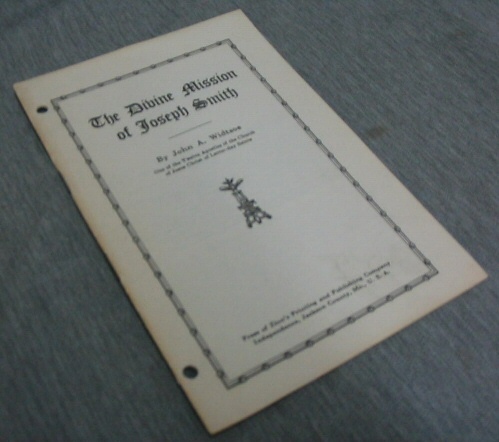 The Divine Mission
of Joseph Smith
By John A. Widtsoe
One of the Twelve Apostles of the Church
of Jesus Christ of Latter-day Saints
Press of Zion's Printing and Publishing Company
Independence, Jackson County, Mo., U. S. A.